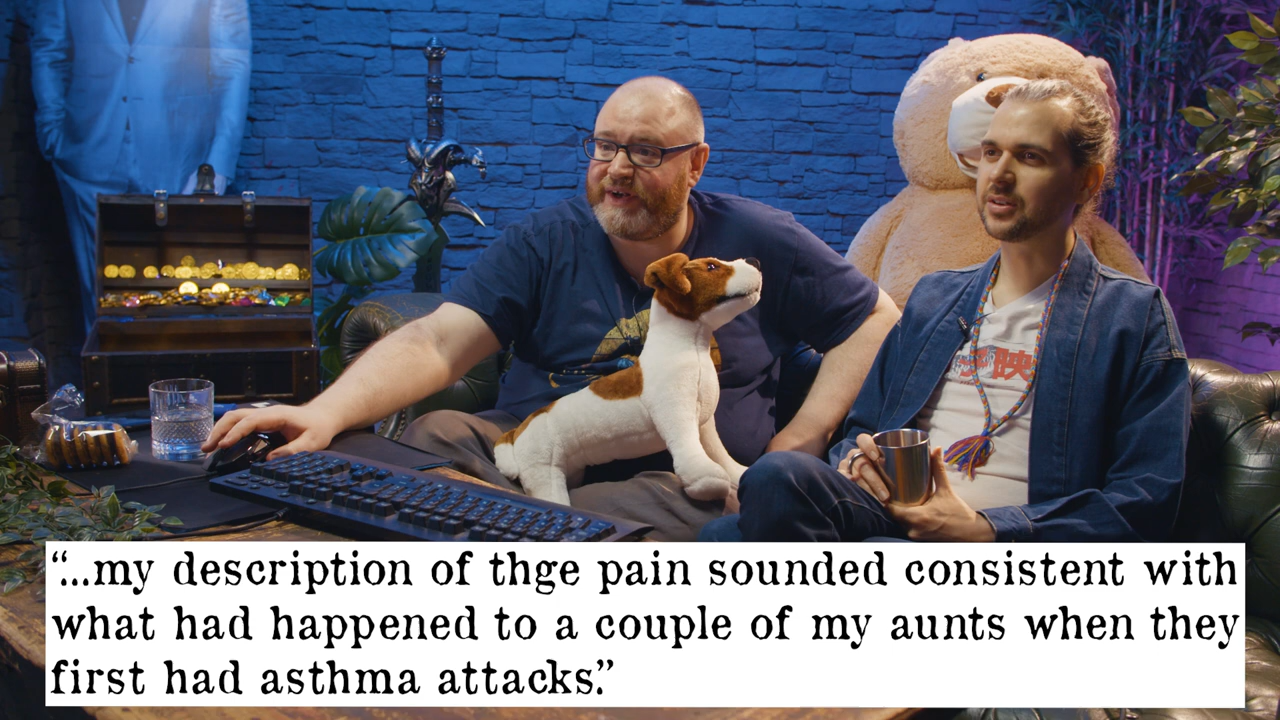 “...my description of thge pain sounded consistent with
what had happened to a couple of my aunts when they
first had asthma attacks.”